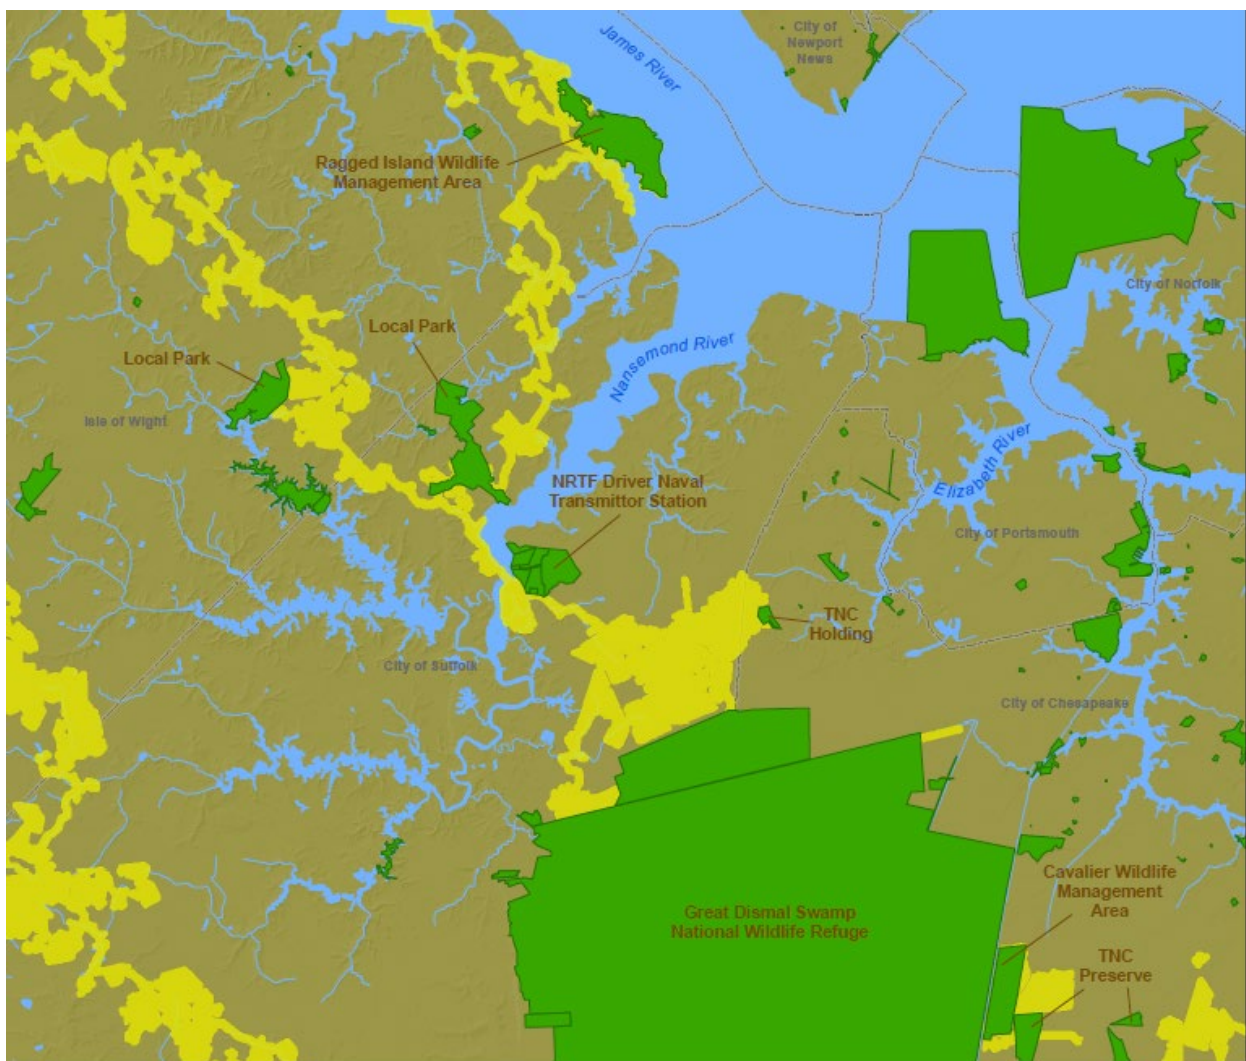 City of
Newport
News
James River
Ragged Island Wildlife
Management Area
City of Norfolk
Local Park
Local Park
Nansemond River
Isle of Wight
Elizabeth River
NRTF Driver Naval
Transmittor Station
City of Portsmouth
TNC
Holding
City of Suffolk
City of Chesapeake
Cavalier Wildlife
Management
Area
Great Dismal Swamp
National Wildlife Refuge
TNC
Preserve